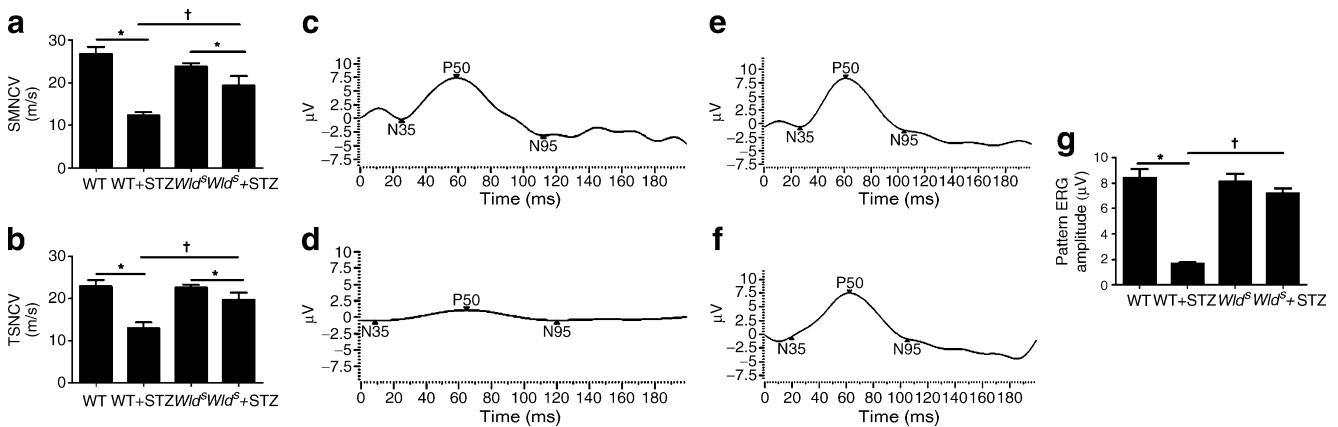 a
†
*
*
30
20
10
0
SMNCV
(m/s)
WT WT+STZ Wldˢ Wldˢ+STZ
b
†
*
*
30
20
10
0
TSNCV
(m/s)
WT WT+STZ Wldˢ Wldˢ+STZ
c
10
7.5
5
2.5
0
−2.5
−5
−7.5
µV
N35
P50
N95
0 20 40 60 80 100 120 140 160 180
Time (ms)
d
10
7.5
5
2.5
0
−2.5
−5
−7.5
µV
N35
P50
N95
0 20 40 60 80 100 120 140 160 180
Time (ms)
e
10
7.5
5
2.5
0
−2.5
−5
−7.5
µV
N35
P50
N95
0 20 40 60 80 100 120 140 160 180
Time (ms)
f
10
7.5
5
2.5
0
−2.5
−5
−7.5
µV
N35
P50
N95
0 20 40 60 80 100 120 140 160 180
Time (ms)
g
*
†
10
8
6
4
2
0
Pattern ERG
amplitude (µV)
WT WT+STZ Wldˢ Wldˢ+STZ